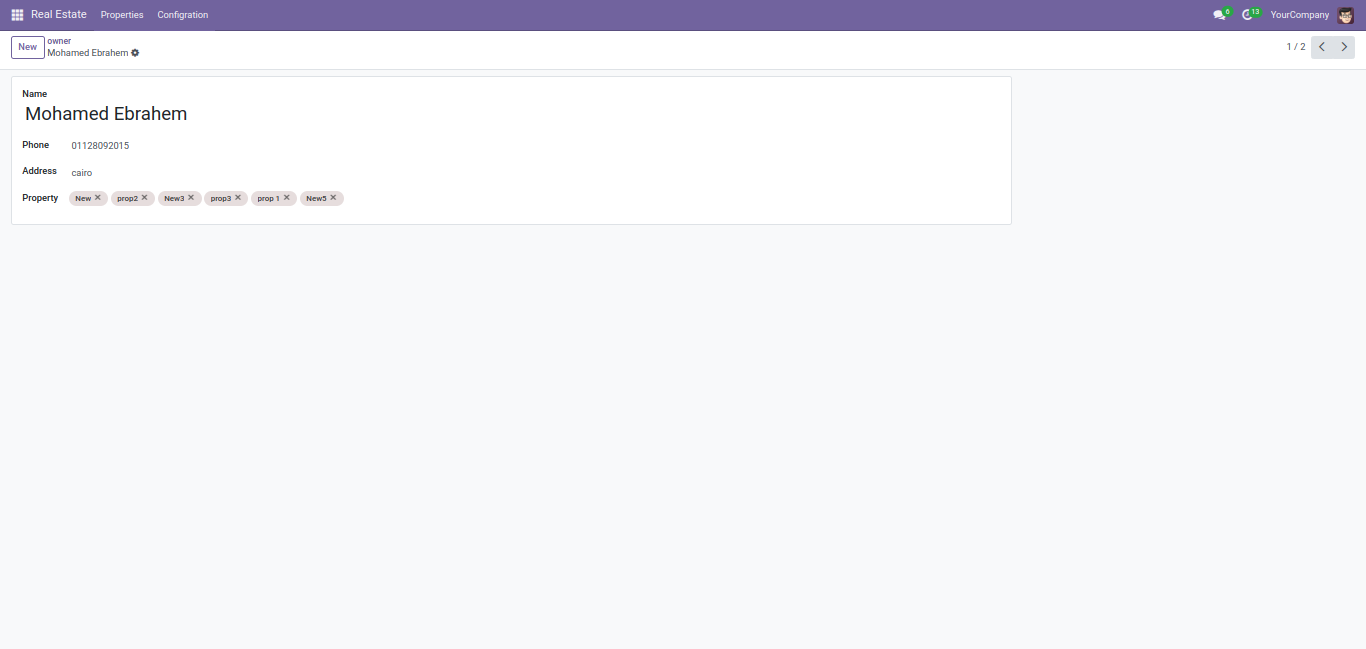 Real Estate Properties Configration 6 13 YourCompany
New owner
Mohamed Ebrahem 1 / 2
Name
Mohamed Ebrahem
Phone 01128092015
Address cairo
Property New × prop2 × New3 × prop3 × prop 1 × New5 ×